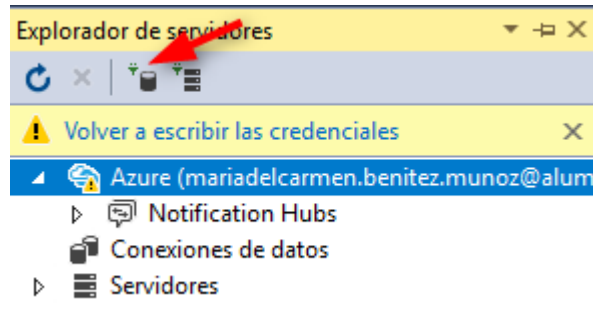 Explorador de servidores
Volver a escribir las credenciales
Azure (mariadelcarmen.benitez.munoz@alum
Notification Hubs
Conexiones de datos
Servidores